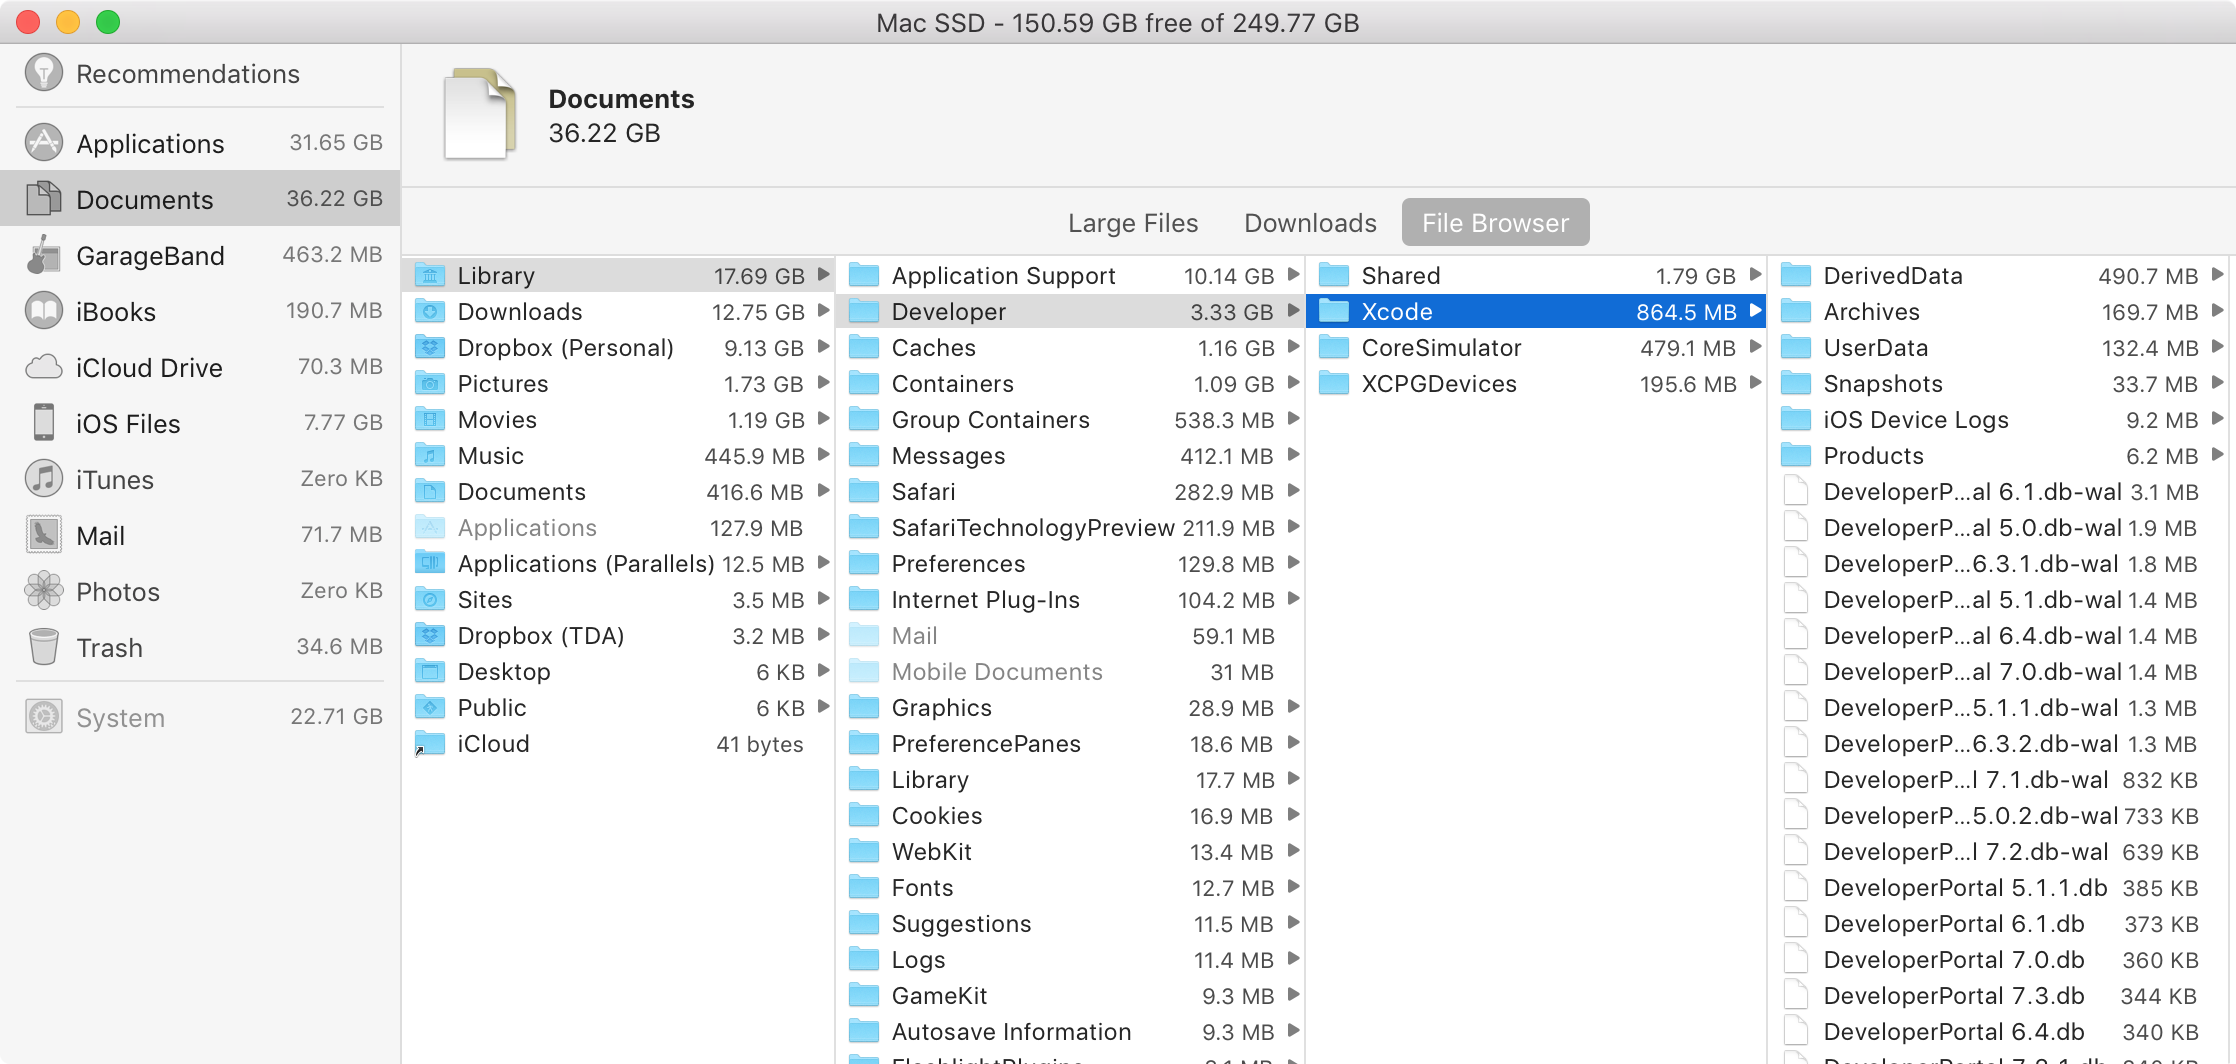 Mac SSD - 150.59 GB free of 249.77 GB
Recommendations
Applications 31.65 GB
Documents 36.22 GB
GarageBand 463.2 MB
iBooks 190.7 MB
iCloud Drive 70.3 MB
iOS Files 7.77 GB
iTunes Zero KB
Mail 71.7 MB
Photos Zero KB
Trash 34.6 MB
System 22.71 GB
Documents
36.22 GB
Large Files Downloads File Browser
Library 17.69 GB
Downloads 12.75 GB
Dropbox (Personal) 9.13 GB
Pictures 1.73 GB
Movies 1.19 GB
Music 445.9 MB
Documents 416.6 MB
Applications 127.9 MB
Applications (Parallels) 12.5 MB
Sites 3.5 MB
Dropbox (TDA) 3.2 MB
Desktop 6 KB
Public 6 KB
iCloud 41 bytes
Application Support 10.14 GB
Developer 3.33 GB
Caches 1.16 GB
Containers 1.09 GB
Group Containers 538.3 MB
Messages 412.1 MB
Safari 282.9 MB
SafariTechnologyPreview 211.9 MB
Preferences 129.8 MB
Internet Plug-Ins 104.2 MB
Mail 59.1 MB
Mobile Documents 31 MB
Graphics 28.9 MB
PreferencePanes 18.6 MB
Library 17.7 MB
Cookies 16.9 MB
WebKit 13.4 MB
Fonts 12.7 MB
Suggestions 11.5 MB
Logs 11.4 MB
GameKit 9.3 MB
Autosave Information 9.3 MB
Shared 1.79 GB
Xcode 864.5 MB
CoreSimulator 479.1 MB
XCPGDevices 195.6 MB
DerivedData 490.7 MB
Archives 169.7 MB
UserData 132.4 MB
Snapshots 33.7 MB
iOS Device Logs 9.2 MB
Products 6.2 MB
DeveloperP...al 6.1.db-wal 3.1 MB
DeveloperP...al 5.0.db-wal 1.9 MB
DeveloperP...6.3.1.db-wal 1.8 MB
DeveloperP...al 5.1.db-wal 1.4 MB
DeveloperP...al 6.4.db-wal 1.4 MB
DeveloperP...al 7.0.db-wal 1.4 MB
DeveloperP...5.1.1.db-wal 1.3 MB
DeveloperP...6.3.2.db-wal 1.3 MB
DeveloperP...l 7.1.db-wal 832 KB
DeveloperP...5.0.2.db-wal 733 KB
DeveloperP...l 7.2.db-wal 639 KB
DeveloperPortal 5.1.1.db 385 KB
DeveloperPortal 6.1.db 373 KB
DeveloperPortal 7.0.db 360 KB
DeveloperPortal 7.3.db 344 KB
DeveloperPortal 6.4.db 340 KB